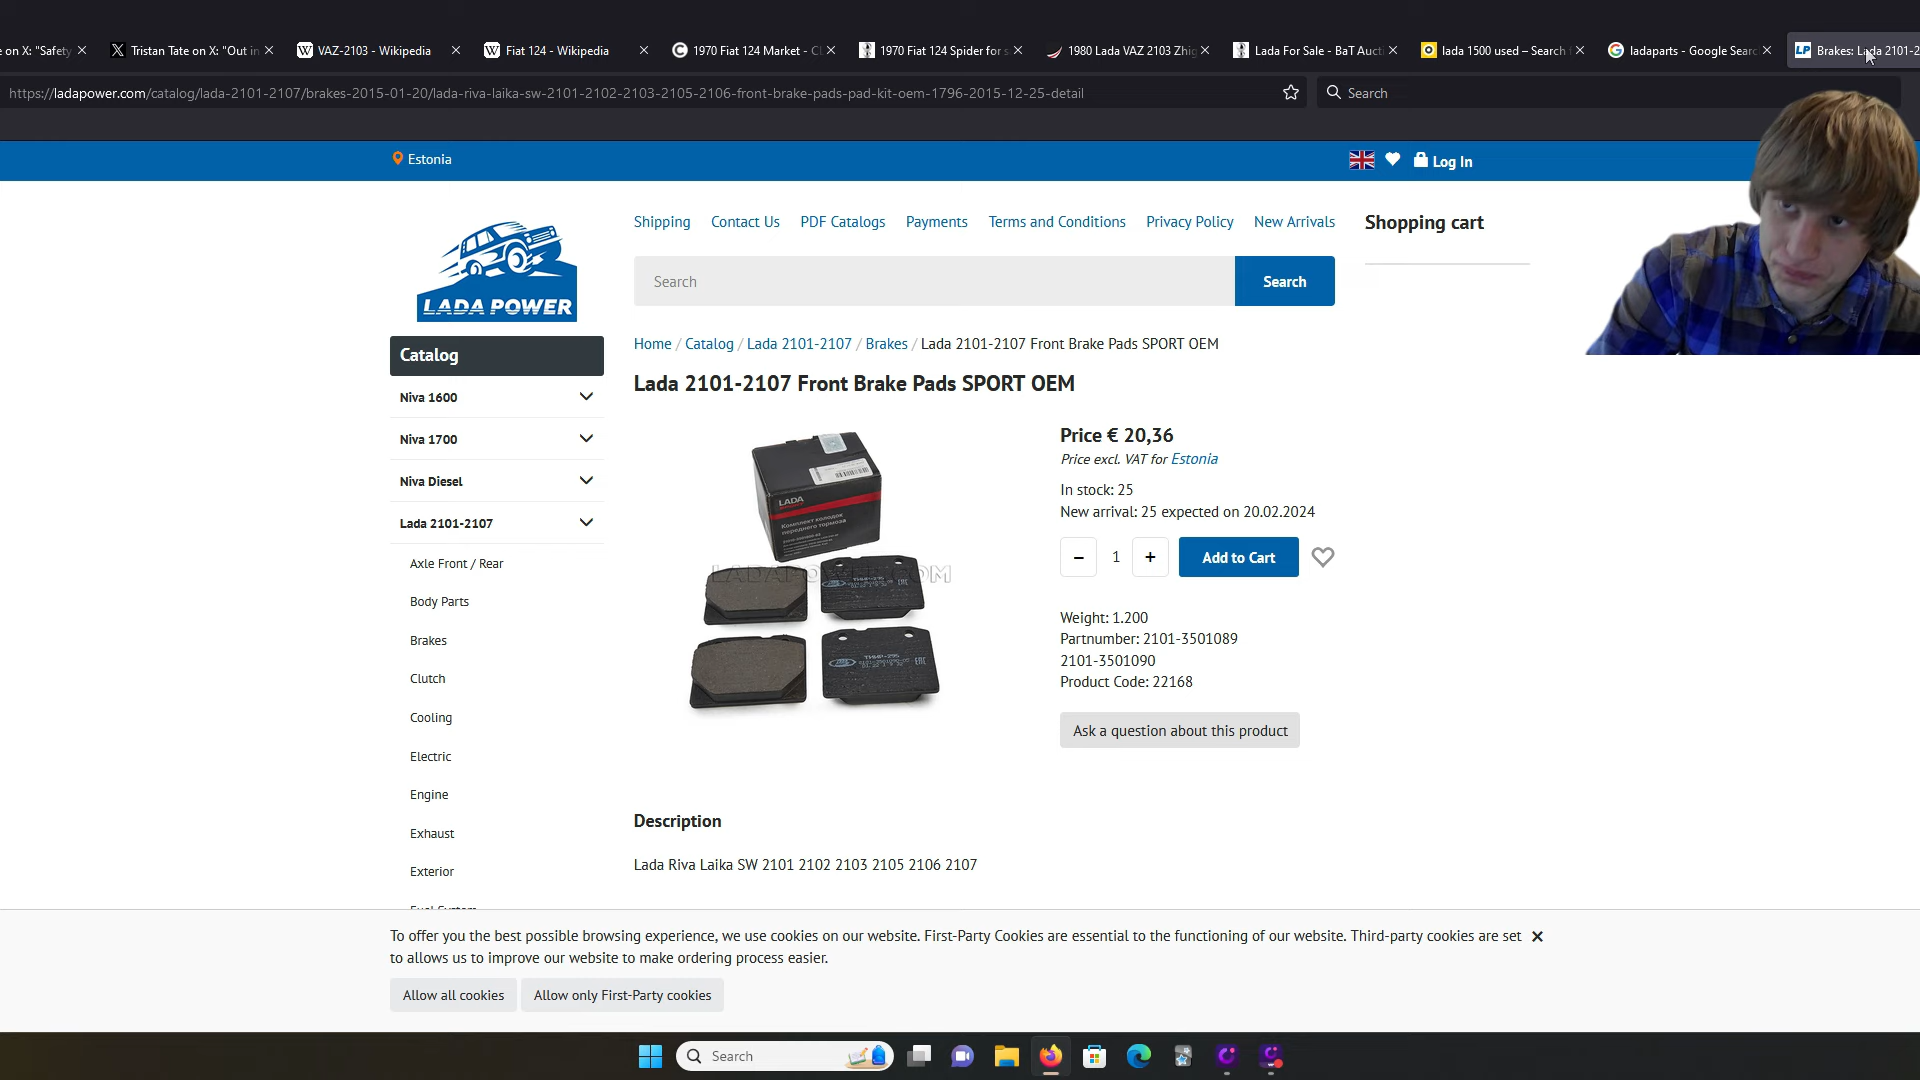 e on X: "Safety
Tristan Tate on X: "Out in
VAZ-2103 - Wikipedia
Fiat 124 - Wikipedia
1970 Fiat 124 Market - Cl
1970 Fiat 124 Spider for s
1980 Lada VAZ 2103 Zhig
Lada For Sale - BaT Aucti
lada 1500 used – Search
ladaparts - Google Searc
LP Brakes: Lada 2101-2
https://ladapower.com/catalog/lada-2101-2107/brakes-2015-01-20/lada-riva-laika-sw-2101-2102-2103-2105-2106-front-brake-pads-pad-kit-oem-1796-2015-12-25-detail
Search
Estonia
Log In
LADA POWER
Shipping Contact Us PDF Catalogs Payments Terms and Conditions Privacy Policy New Arrivals
Shopping cart
Search
Search
Home / Catalog / Lada 2101-2107 / Brakes / Lada 2101-2107 Front Brake Pads SPORT OEM
Lada 2101-2107 Front Brake Pads SPORT OEM
Catalog
Niva 1600
Niva 1700
Niva Diesel
Lada 2101-2107
Axle Front / Rear
Body Parts
Brakes
Clutch
Cooling
Electric
Engine
Exhaust
Exterior
Fuel System
LADA
Комплект колодок
переднего тормоза
LADAPOWER.COM
Price € 20,36
Price excl. VAT for Estonia
In stock: 25
New arrival: 25 expected on 20.02.2024
– 1 +
Add to Cart
Weight: 1.200
Partnumber: 2101-3501089
2101-3501090
Product Code: 22168
Ask a question about this product
Description
Lada Riva Laika SW 2101 2102 2103 2105 2106 2107
To offer you the best possible browsing experience, we use cookies on our website. First-Party Cookies are essential to the functioning of our website. Third-party cookies are set
to allows us to improve our website to make ordering process easier.
Allow all cookies
Allow only First-Party cookies
Search